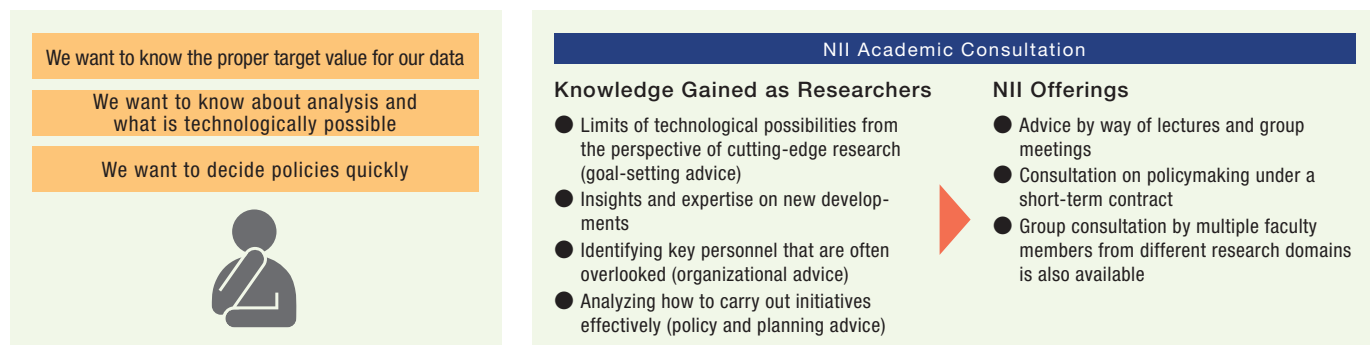 We want to know the proper target value for our data
We want to know about analysis and
what is technologically possible
We want to decide policies quickly
NII Academic Consultation
Knowledge Gained as Researchers
● Limits of technological possibilities from
the perspective of cutting-edge research
(goal-setting advice)
● Insights and expertise on new develop-
ments
● Identifying key personnel that are often
overlooked (organizational advice)
● Analyzing how to carry out initiatives
effectively (policy and planning advice)
NII Offerings
● Advice by way of lectures and group
meetings
● Consultation on policymaking under a
short-term contract
● Group consultation by multiple faculty
members from different research domains
is also available